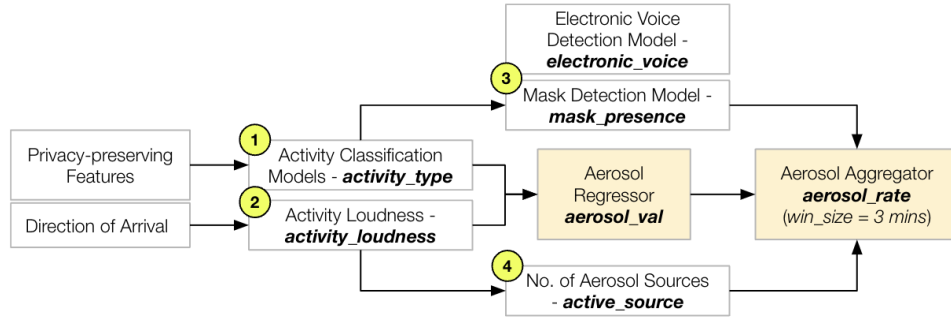 Electronic Voice
Detection Model -
electronic_voice
3
Mask Detection Model -
mask_presence
1
Privacy-preserving
Features
Activity Classification
Models - activity_type
Aerosol
Regressor
aerosol_val
Aerosol Aggregator
aerosol_rate
(win_size = 3 mins)
2
Direction of Arrival
Activity Loudness -
activity_loudness
4
No. of Aerosol Sources
- active_source